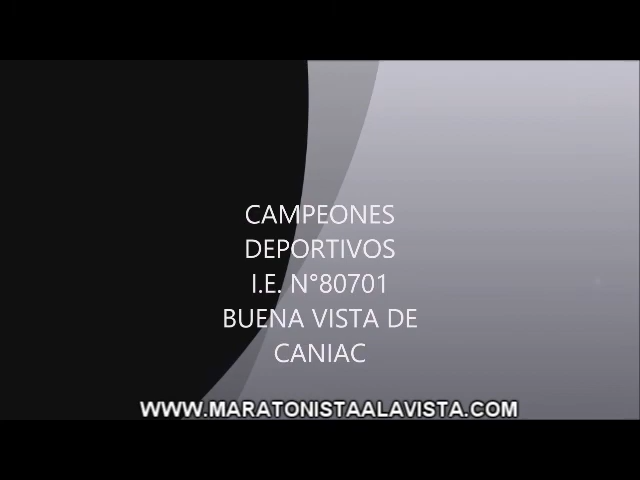 CAMPEONES
DEPORTIVOS
I.E. N°80701
BUENA VISTA DE
CANIAC
WWW.MARATONISTAALAVISTA.COM